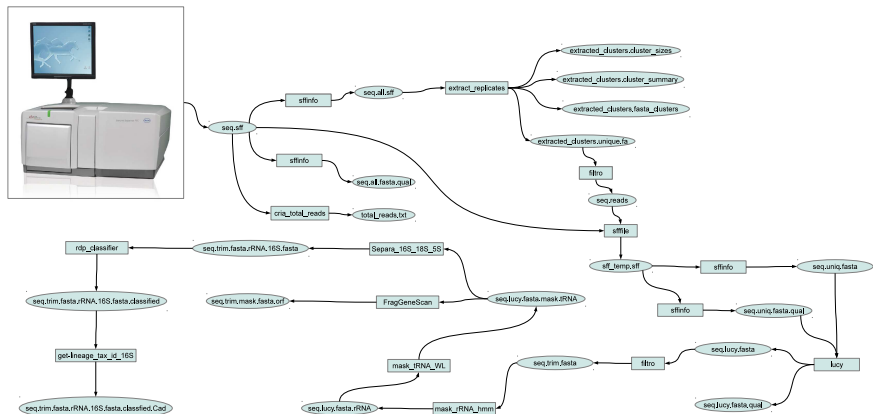 extracted_clusters.cluster_sizes
sffinfo
seq.all.sff
extract_replicates
extracted_clusters.cluster_summary
extracted_clusters.fasta_clusters
seq.sff
extracted_clusters.unique.fa
sffinfo
filtro
seq.all.fasta.qual
seq.reads
cria_total_reads
total_reads.txt
sfffile
rdp_classifier
seq.trim.fasta.rRNA.16S.fasta
Separa_16S_18S_5S
sff_temp.sff
sffinfo
seq.uniq.fasta
seq.trim.fasta.rRNA.16S.fasta.classified
seq.trim.mask.fasta.orf
FragGeneScan
seq.lucy.fasta.mask.tRNA
sffinfo
seq.uniq.fasta.qual
get-lineage_tax_id_16S
mask_tRNA_WL
seq.trim.fasta
filtro
seq.lucy.fasta
lucy
seq.trim.fasta.rRNA.16S.fasta.classfied.Cad
seq.lucy.fasta.rRNA
mask_rRNA_hmm
seq.lucy.fasta.qual